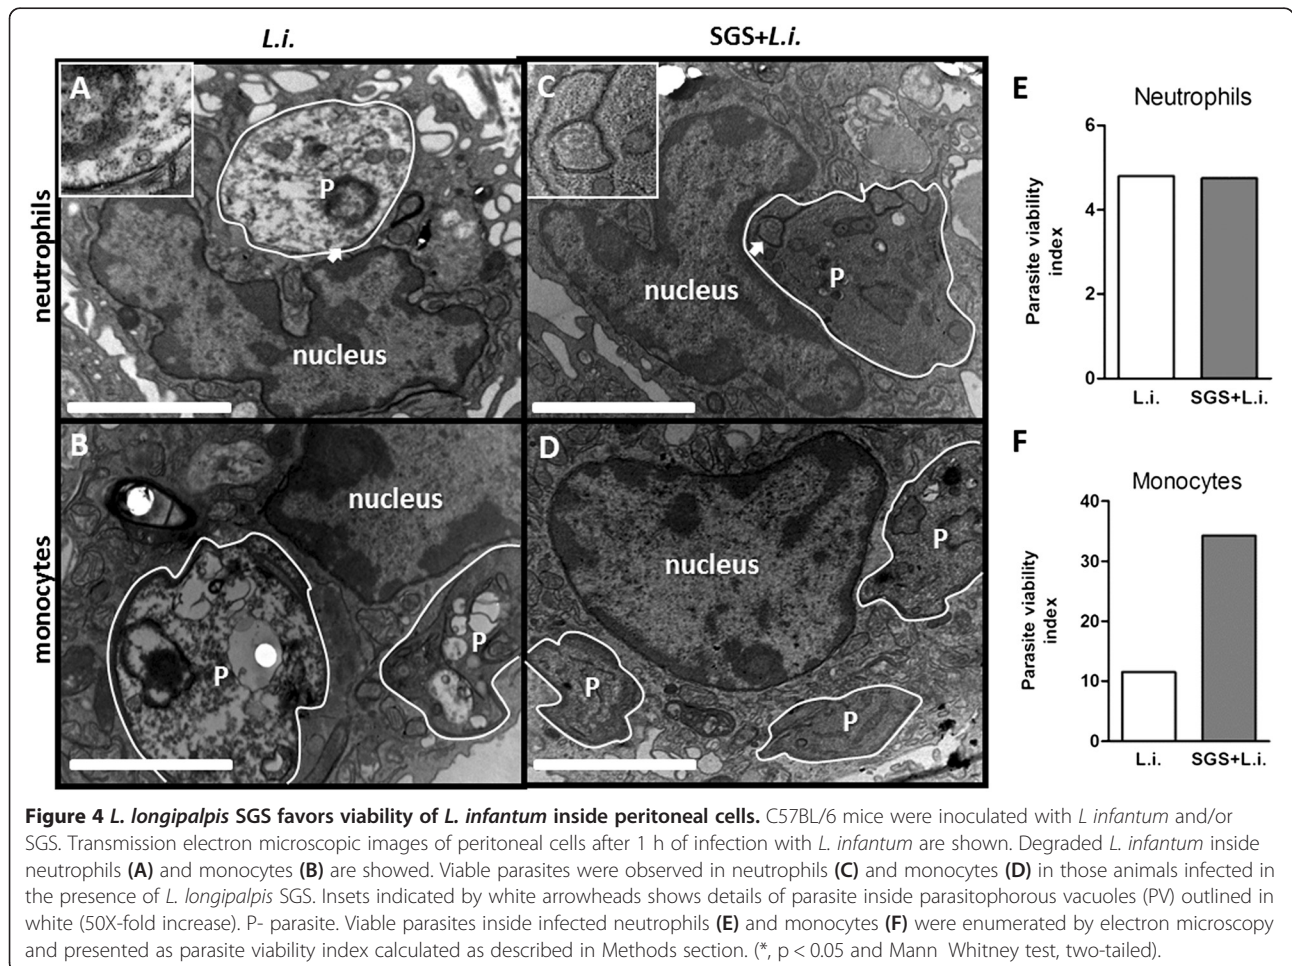 L.i.
SGS+L.i.
neutrophils
A
P
nucleus
C
nucleus
P
monocytes
B
nucleus
P
P
D
nucleus
P
P
P
E
Neutrophils
Parasite viability
index
6
4
2
0
L.i.
SGS+L.i.
F
Monocytes
Parasite viability
index
40
30
20
10
0
L.i.
SGS+L.i.
Figure 4 L. longipalpis SGS favors viability of L. infantum inside peritoneal cells. C57BL/6 mice were inoculated with L infantum and/or
SGS. Transmission electron microscopic images of peritoneal cells after 1 h of infection with L. infantum are shown. Degraded L. infantum inside
neutrophils (A) and monocytes (B) are showed. Viable parasites were observed in neutrophils (C) and monocytes (D) in those animals infected in
the presence of L. longipalpis SGS. Insets indicated by white arrowheads shows details of parasite inside parasitophorous vacuoles (PV) outlined in
white (50X-fold increase). P- parasite. Viable parasites inside infected neutrophils (E) and monocytes (F) were enumerated by electron microscopy
and presented as parasite viability index calculated as described in Methods section. (*, p < 0.05 and Mann Whitney test, two-tailed).